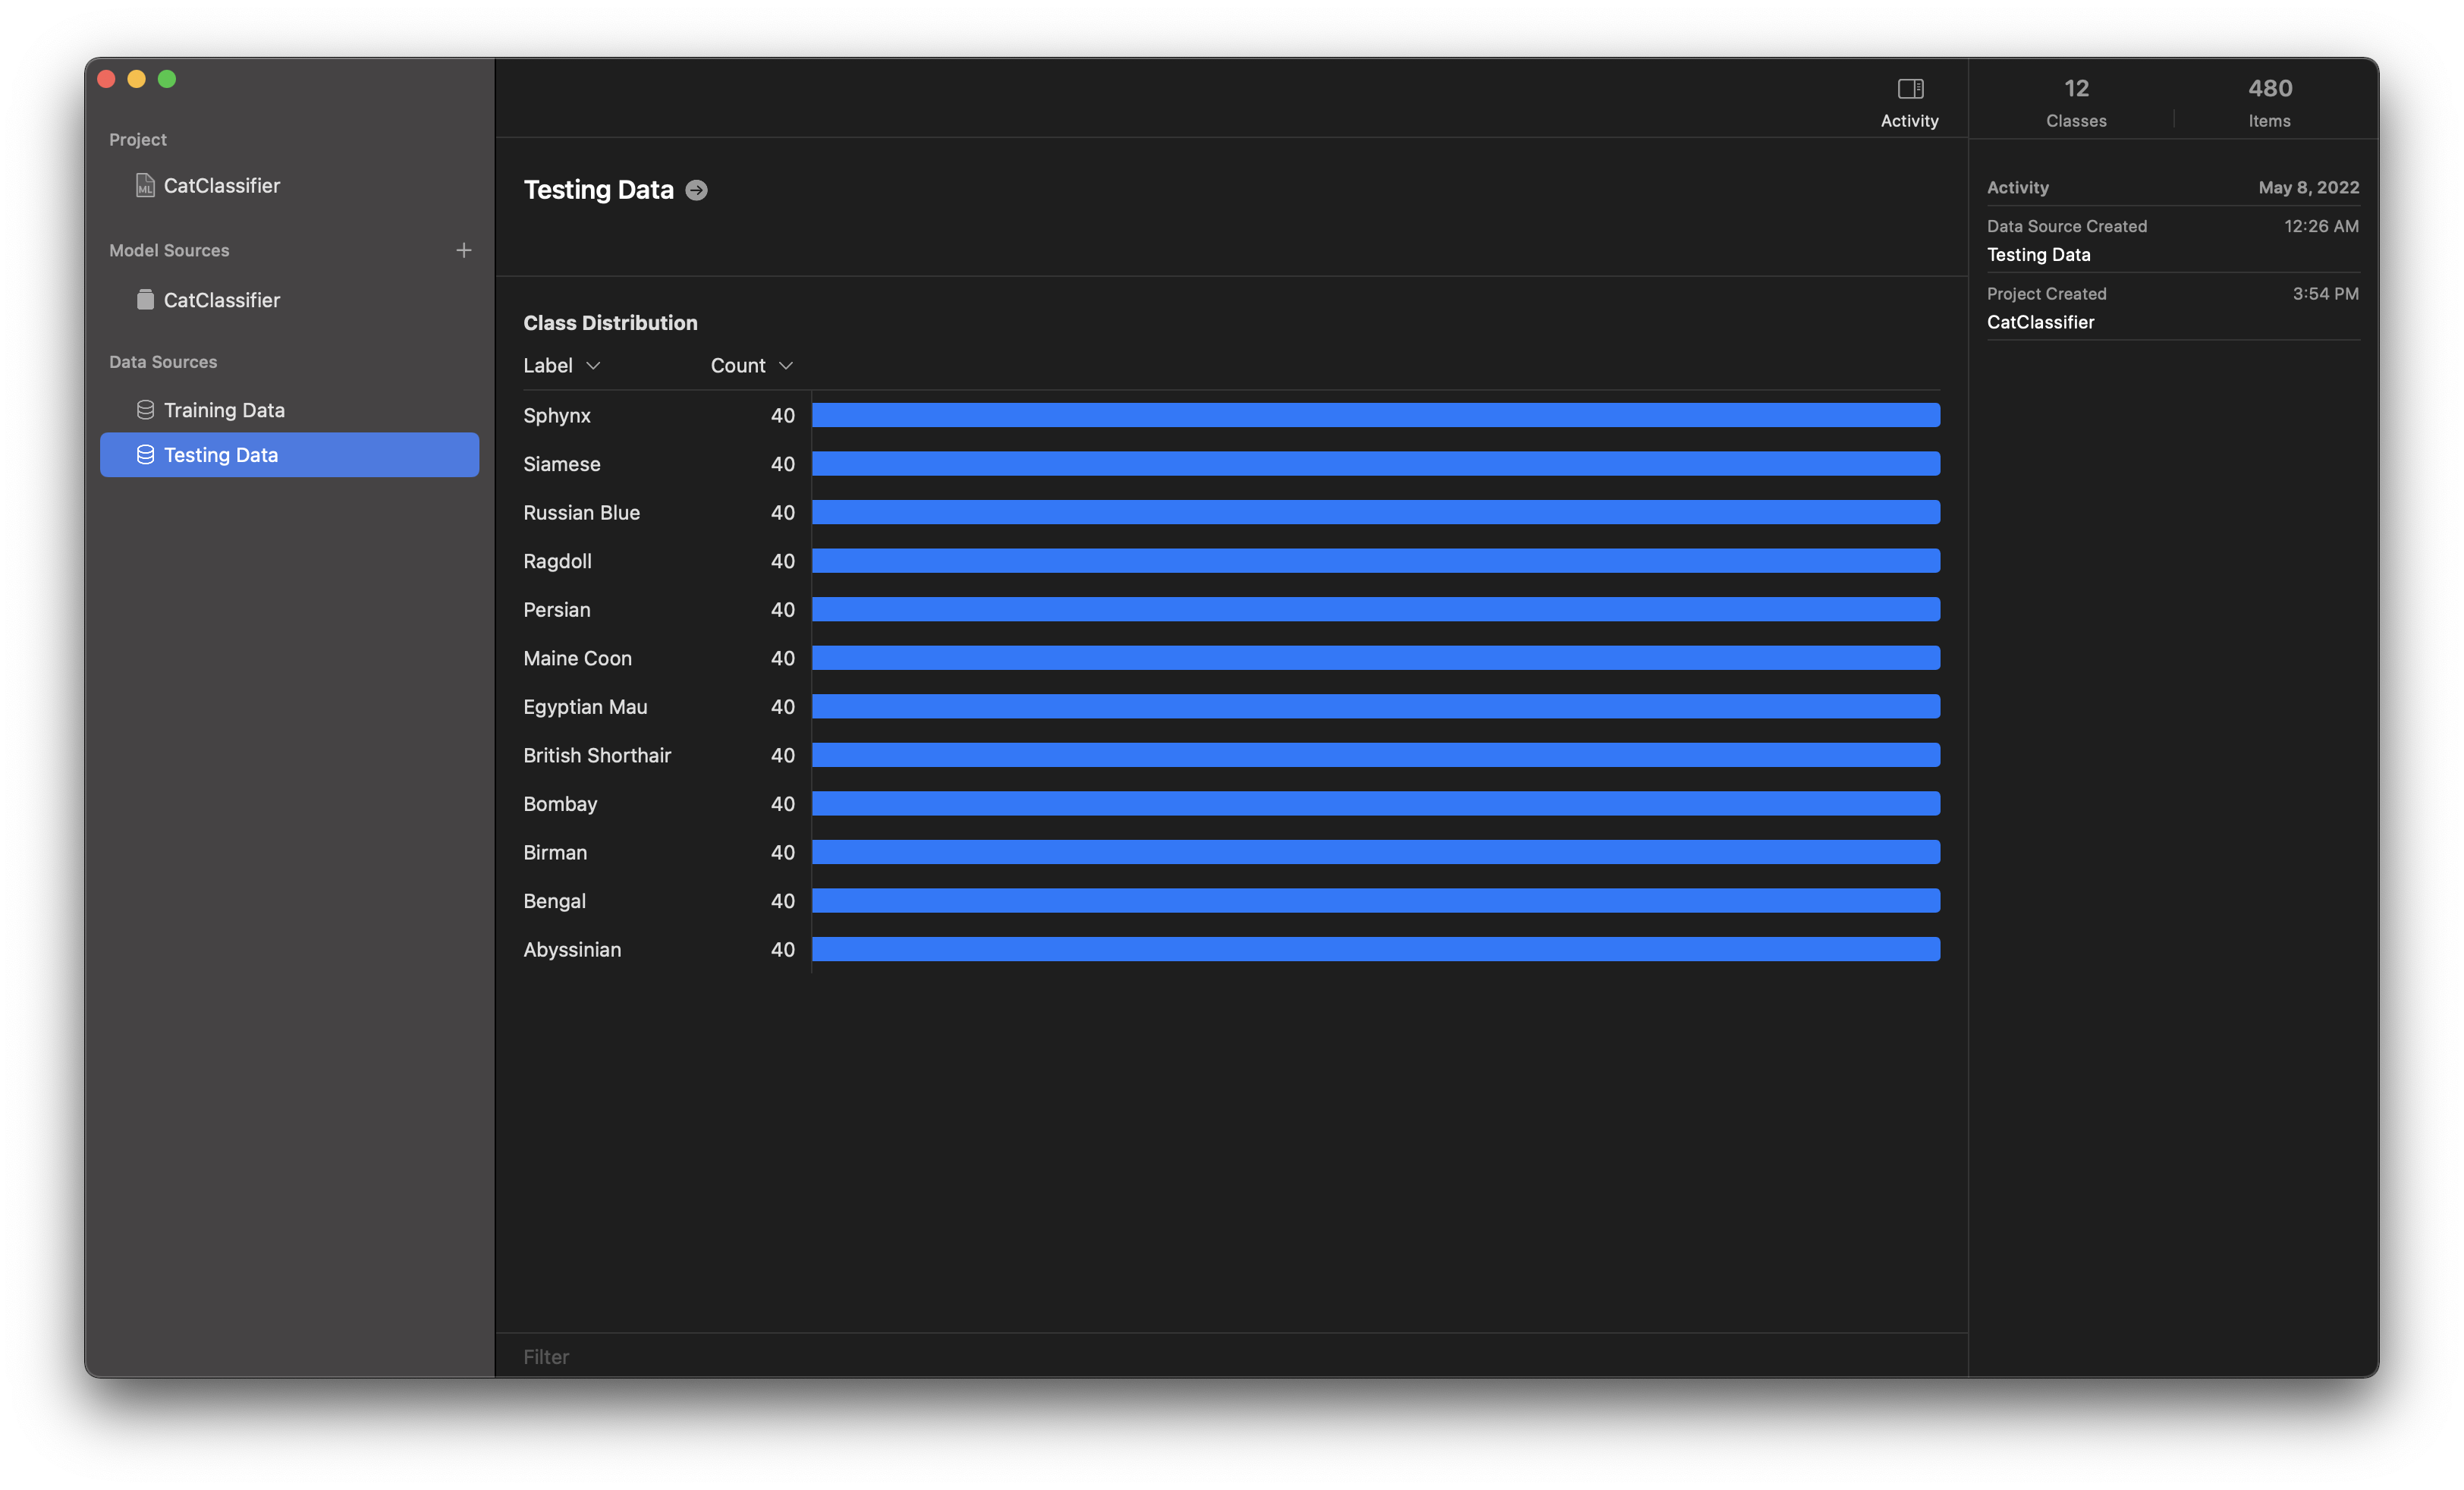 Project
ML
CatClassifier
Model Sources
CatClassifier
Data Sources
Training Data
Testing Data
Activity
Testing Data
Class Distribution
Label Count
Sphynx 40
Siamese 40
Russian Blue 40
Ragdoll 40
Persian 40
Maine Coon 40
Egyptian Mau 40
British Shorthair 40
Bombay 40
Birman 40
Bengal 40
Abyssinian 40
Filter
12 480
Classes Items
Activity May 8, 2022
Data Source Created 12:26 AM
Testing Data
Project Created 3:54 PM
CatClassifier